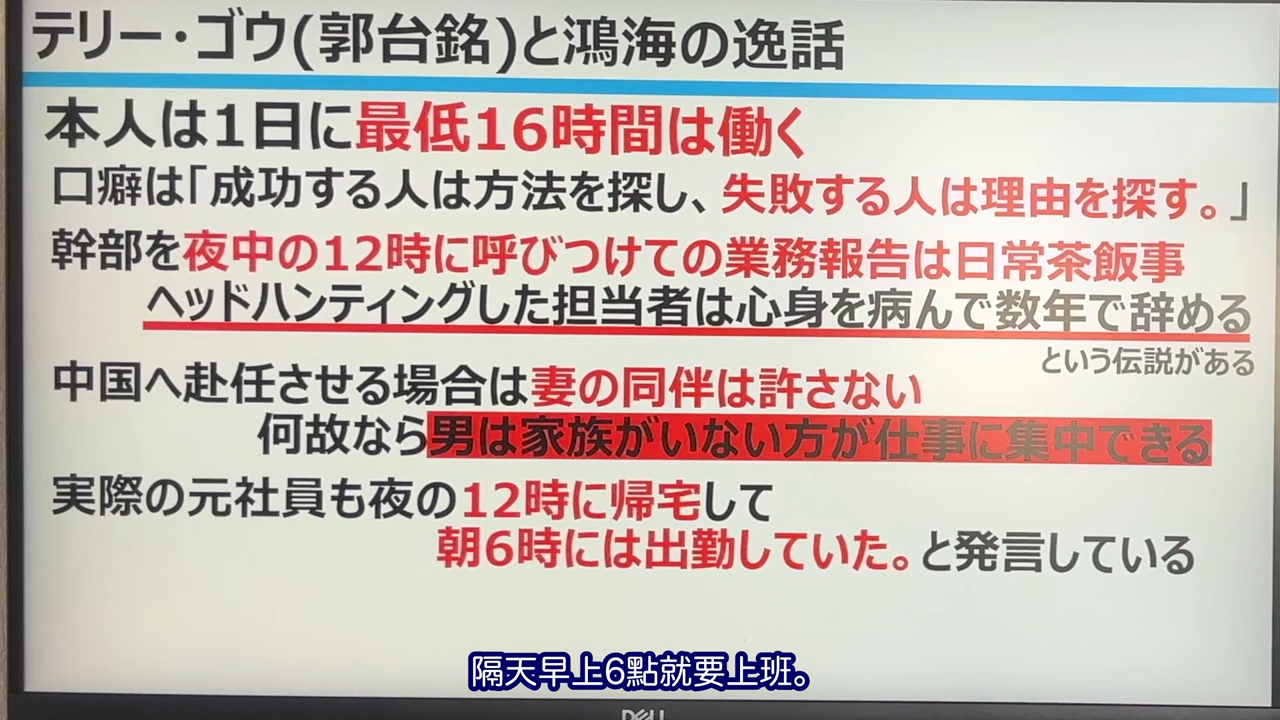 テリー・ゴウ(郭台銘)と鴻海の逸話
本人は1日に最低16時間は働く
口癖は「成功する人は方法を探し、失敗する人は理由を探す。」
幹部を夜中の12時に呼びつけての業務報告は日常茶飯事
ヘッドハンティングした担当者は心身を病んで数年で辞める
という伝説がある
中国へ赴任させる場合は妻の同伴は許さない
何故なら男は家族がいない方が仕事に集中できる
実際の元社員も夜の12時に帰宅して
朝6時には出勤していた。と発言している
隔天早上6點就要上班。
DELL